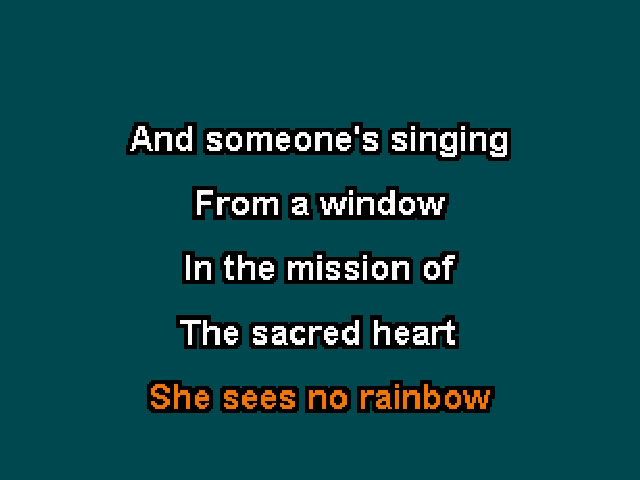 And someone's singing
From a window
In the mission of
The sacred heart
She sees no rainbow